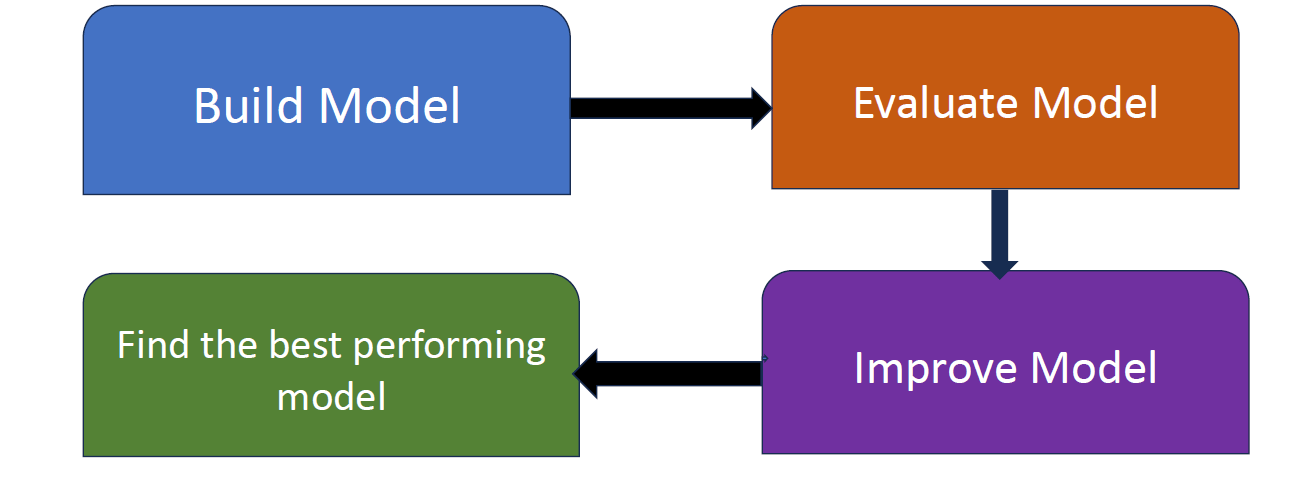 Build Model
Evaluate Model
Find the best performing
model
Improve Model